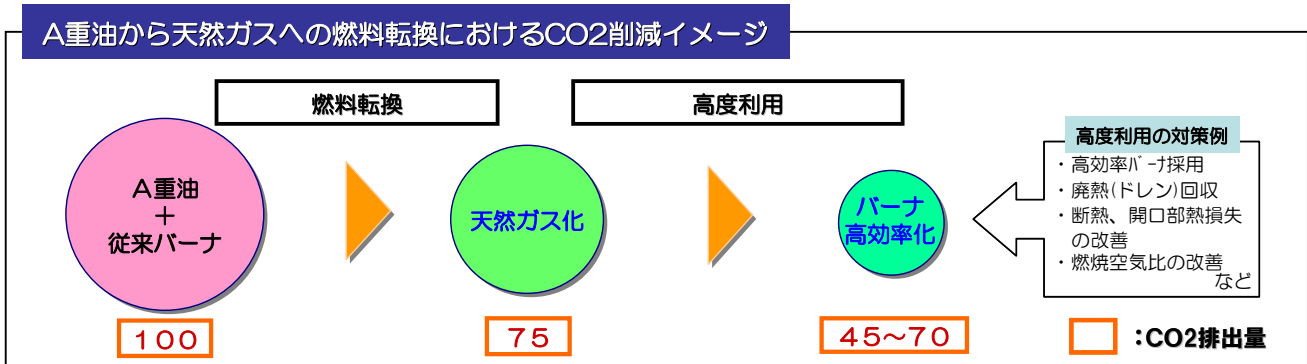 A重油から天然ガスへの燃料転換におけるCO2削減イメージ
燃料転換
高度利用
A重油
+
従来バーナ
天然ガス化
バーナ
高効率化
高度利用の対策例
・高効率バーナ採用
・廃熱(ドレン)回収
・断熱、開口部熱損失
の改善
・燃焼空気比の改善
など
100
75
45～70
:CO2排出量